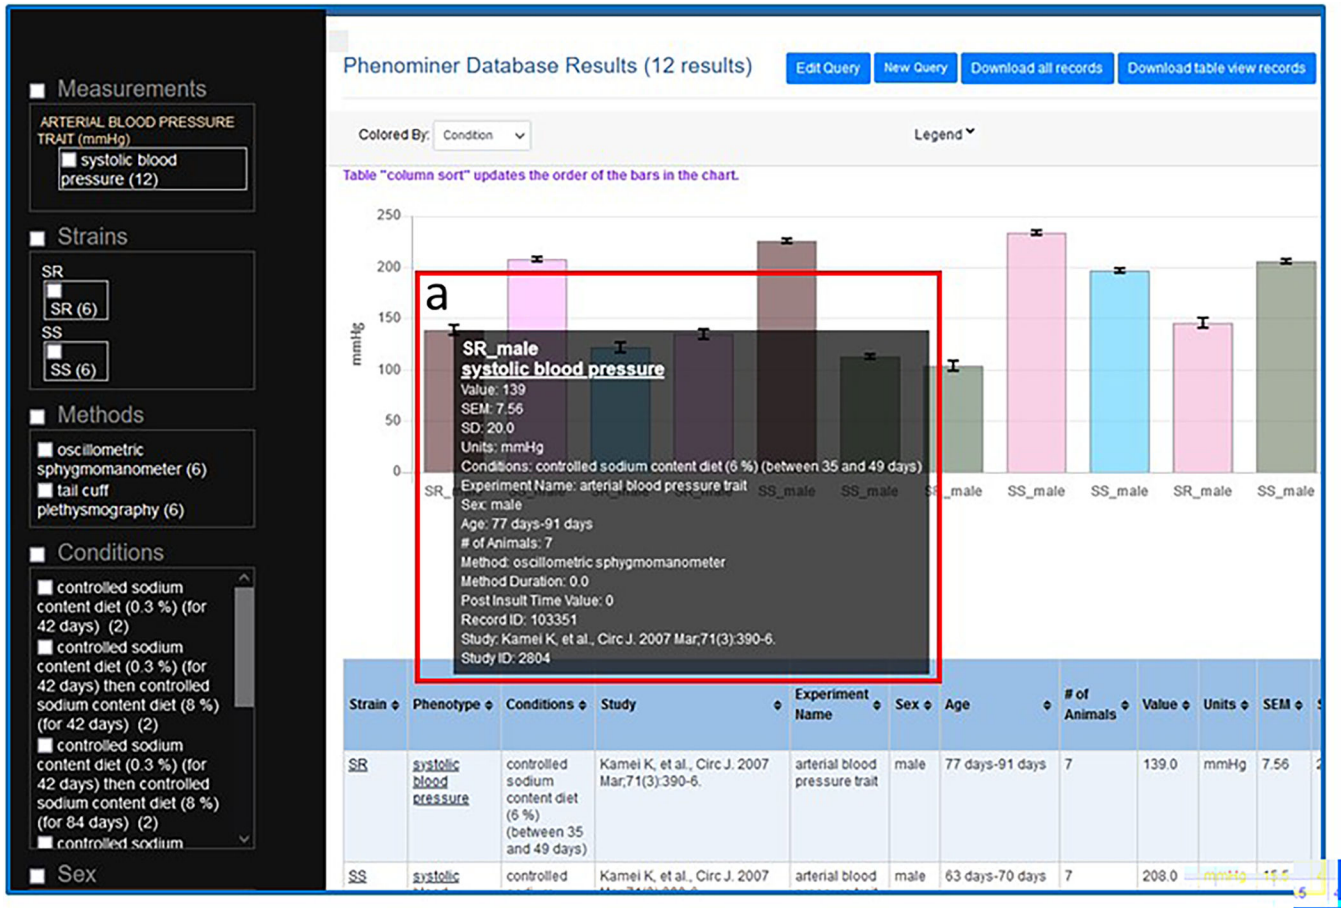 Measurements
ARTERIAL BLOOD PRESSURE
TRAIT (mmHg)
systolic blood
pressure (12)
Strains
SR
SR (6)
SS
SS (6)
Methods
oscillometric
sphygmomanometer (6)
tail cuff
plethysmography (6)
Conditions
controlled sodium
content diet (0.3 %) (for
42 days) (2)
controlled sodium
content diet (0.3 %) (for
42 days) then controlled
sodium content diet (8 %)
(for 42 days) (2)
controlled sodium
content diet (0.3 %) (for
42 days) then controlled
sodium content diet (8 %)
(for 84 days) (2)
controlled sodium
Sex
Phenominer Database Results (12 results)
Edit Query New Query Download all records Download table view records
Colored By: Condition Legend
Table "column sort" updates the order of the bars in the chart.
250
200
150
100
50
0
mmHg
a
SR_male
systolic blood pressure
Value: 139
SEM: 7.56
SD: 20.0
Units: mmHg
Conditions: controlled sodium content diet (6 %) (between 35 and 49 days)
Experiment Name: arterial blood pressure trait
Sex: male
Age: 77 days-91 days
# of Animals: 7
Method: oscillometric sphygmomanometer
Method Duration: 0.0
Post Insult Time Value: 0
Record ID: 103351
Study: Kamei K, et al., Circ J. 2007 Mar;71(3):390-6.
Study ID: 2804
SS_male SS_male SS_male SS_male SR_male SS_male
Strain Phenotype Conditions Study Experiment Name Sex Age # of Animals Value Units SEM
SR systolic blood pressure controlled sodium content diet (6 %) (between 35 and 49 days) Kamei K, et al., Circ J. 2007 Mar;71(3):390-6. arterial blood pressure trait male 77 days-91 days 7 139.0 mmHg 7.56
SS systolic controlled Kamei K, et al., Circ J. 2007 arterial blood male 63 days-70 days 7 208.0 mmHg